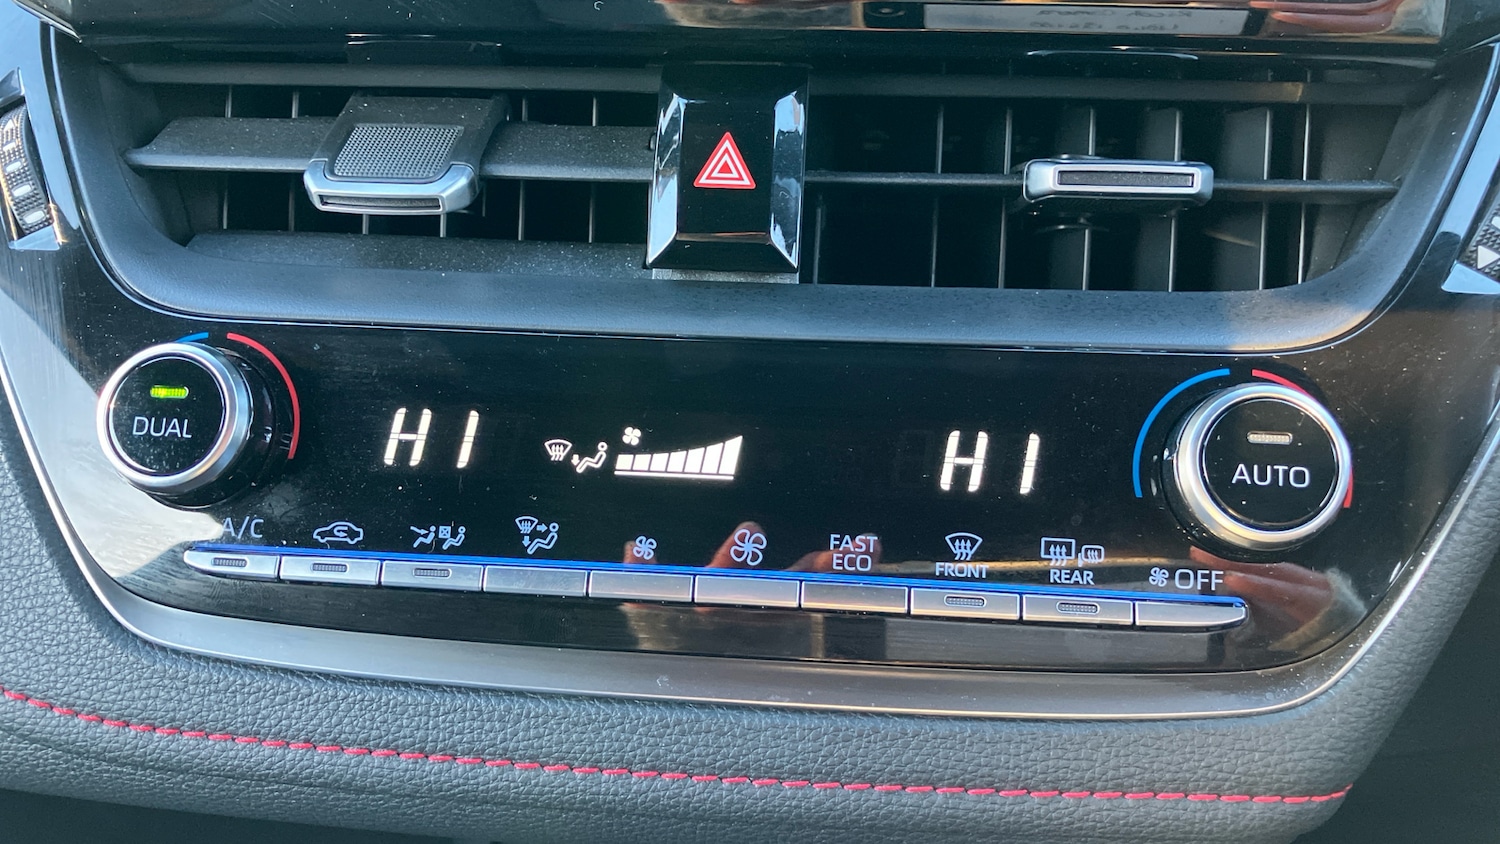 DUAL
HI
HI
AUTO
A/C
FAST
ECO
FRONT
REAR
OFF